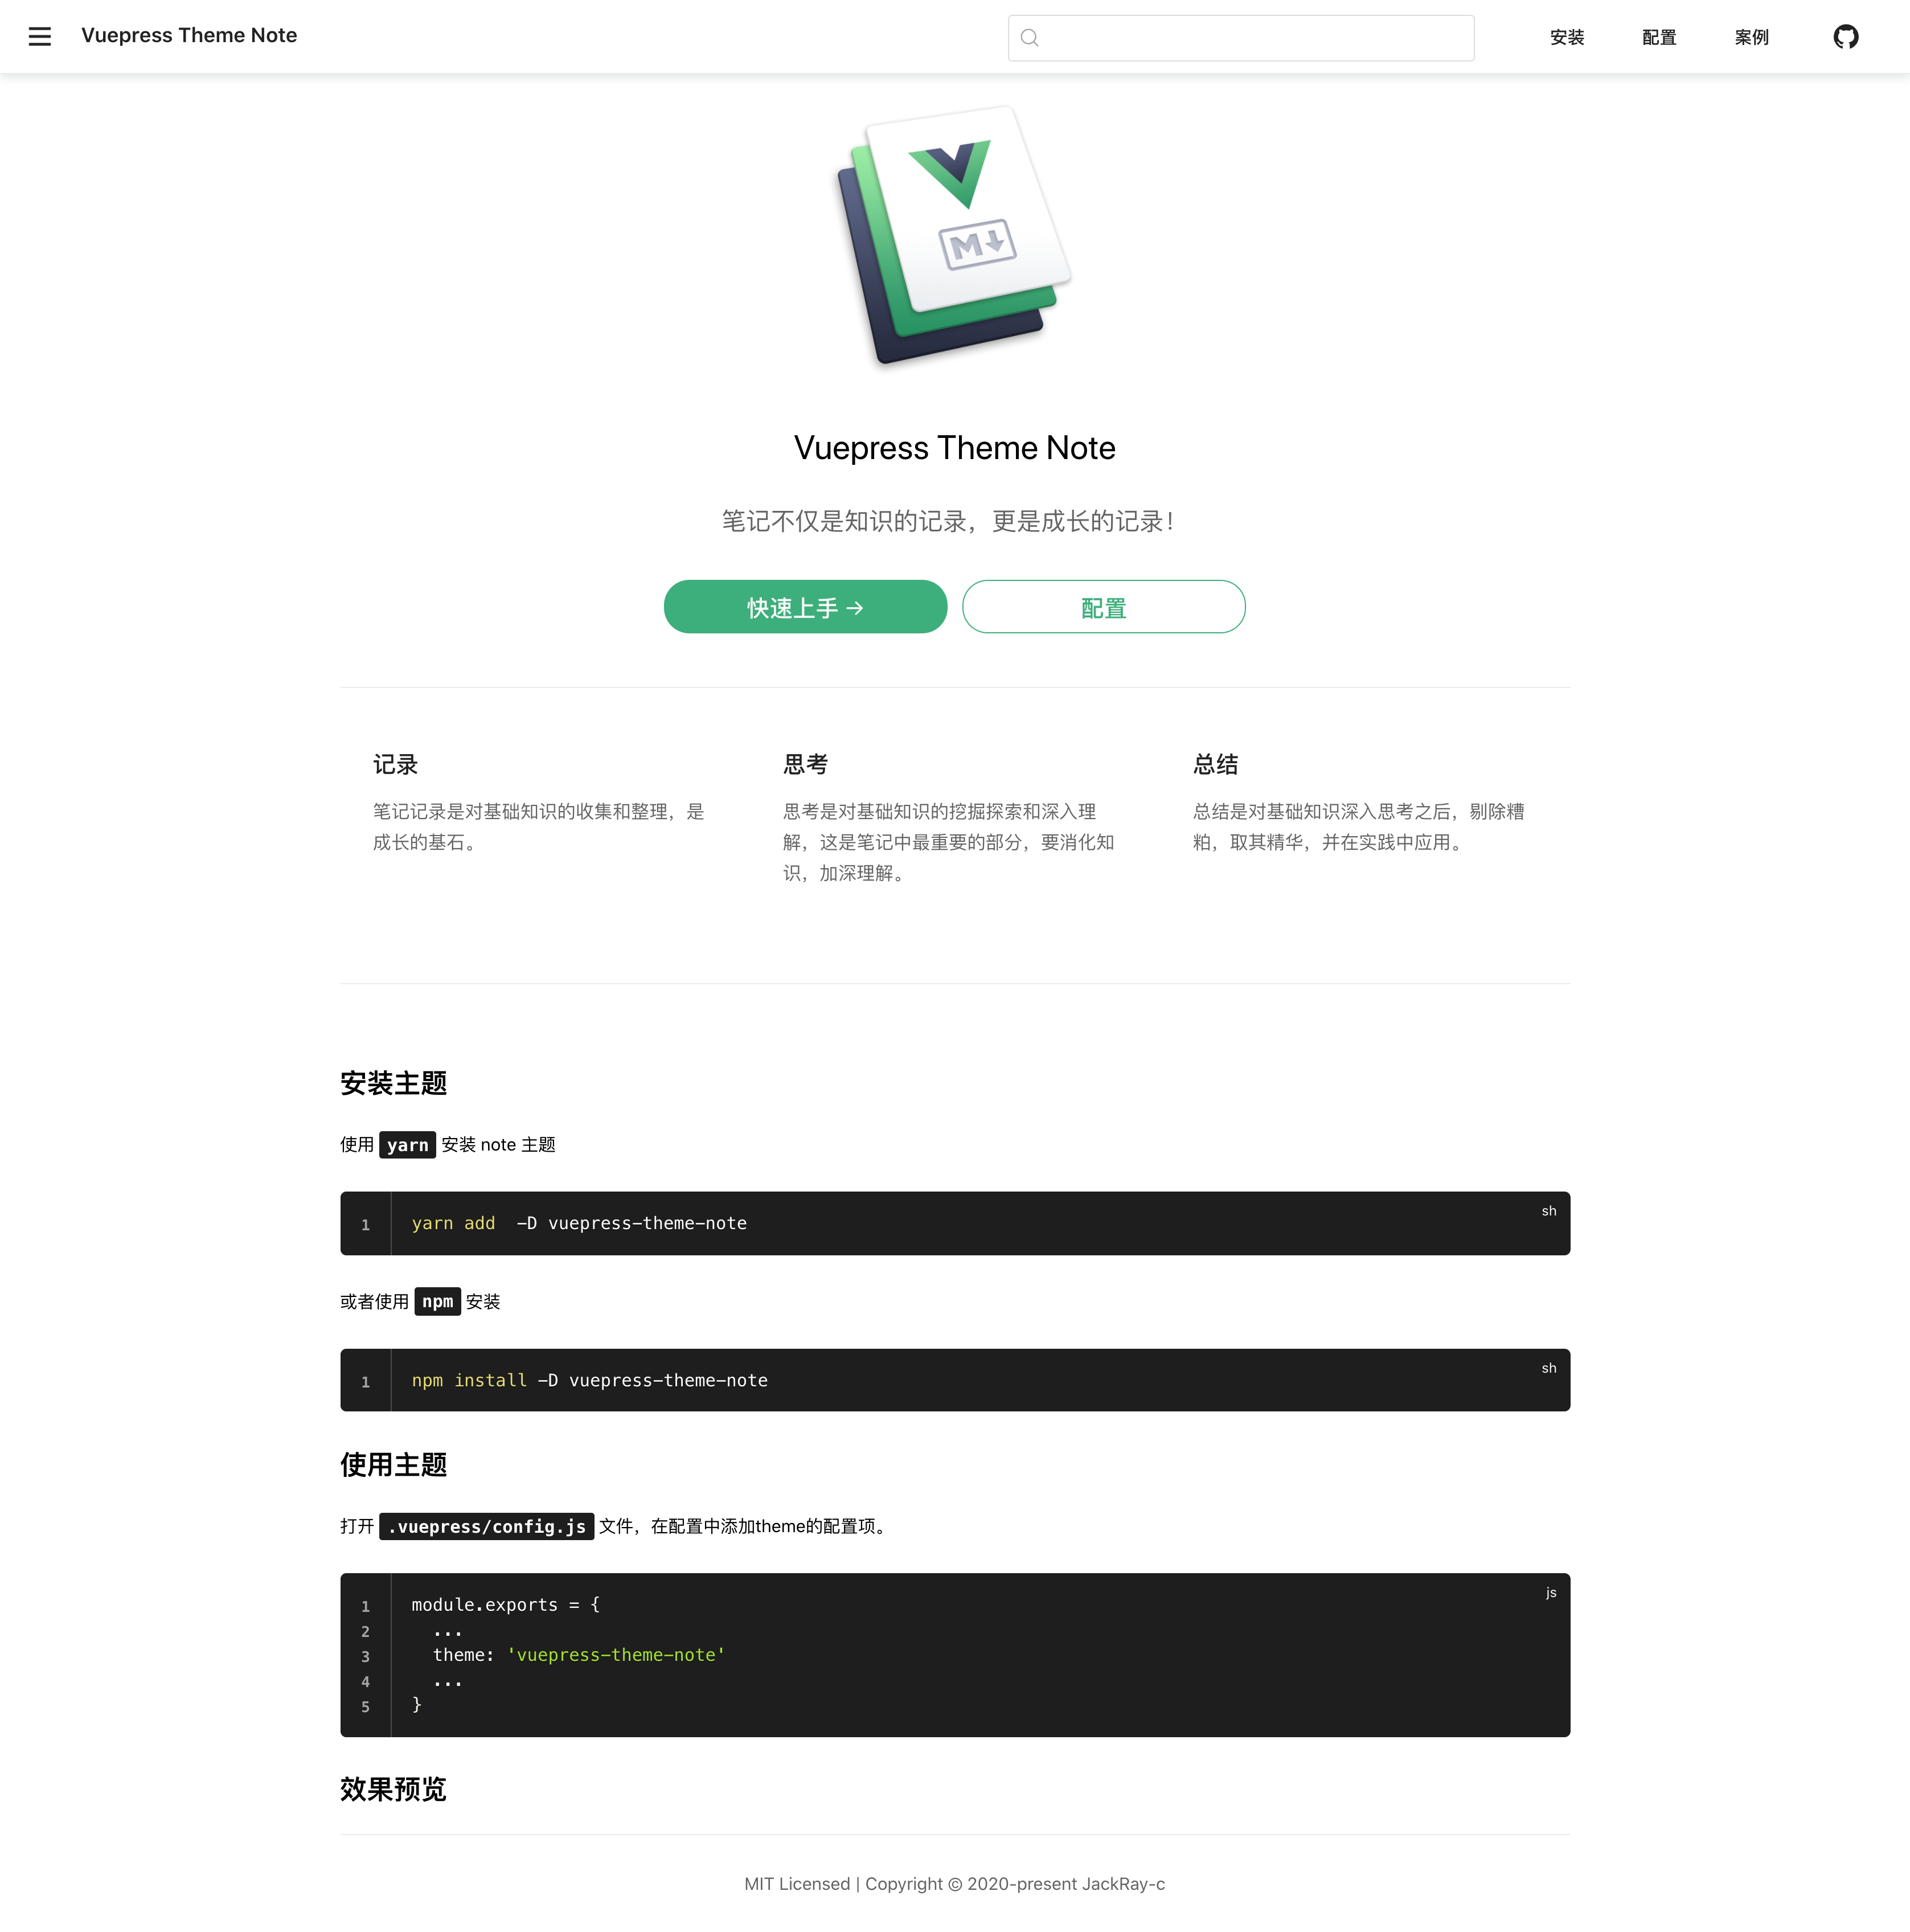 Vuepress Theme Note
安装
配置
案例
M
Vuepress Theme Note
笔记不仅是知识的记录，更是成长的记录！
快速上手 →
配置
记录
笔记记录是对基础知识的收集和整理，是
成长的基石。
思考
思考是对基础知识的挖掘探索和深入理
解，这是笔记中最重要的部分，要消化知
识，加深理解。
总结
总结是对基础知识深入思考之后，剔除糟
粕，取其精华，并在实践中应用。
安装主题
使用 yarn 安装 note 主题
sh
1 yarn add  -D vuepress-theme-note
或者使用 npm 安装
sh
1 npm install -D vuepress-theme-note
使用主题
打开 .vuepress/config.js 文件，在配置中添加theme的配置项。
js
1 module.exports = {
2   ...
3   theme: 'vuepress-theme-note'
4   ...
5 }
效果预览
MIT Licensed | Copyright © 2020-present JackRay-c